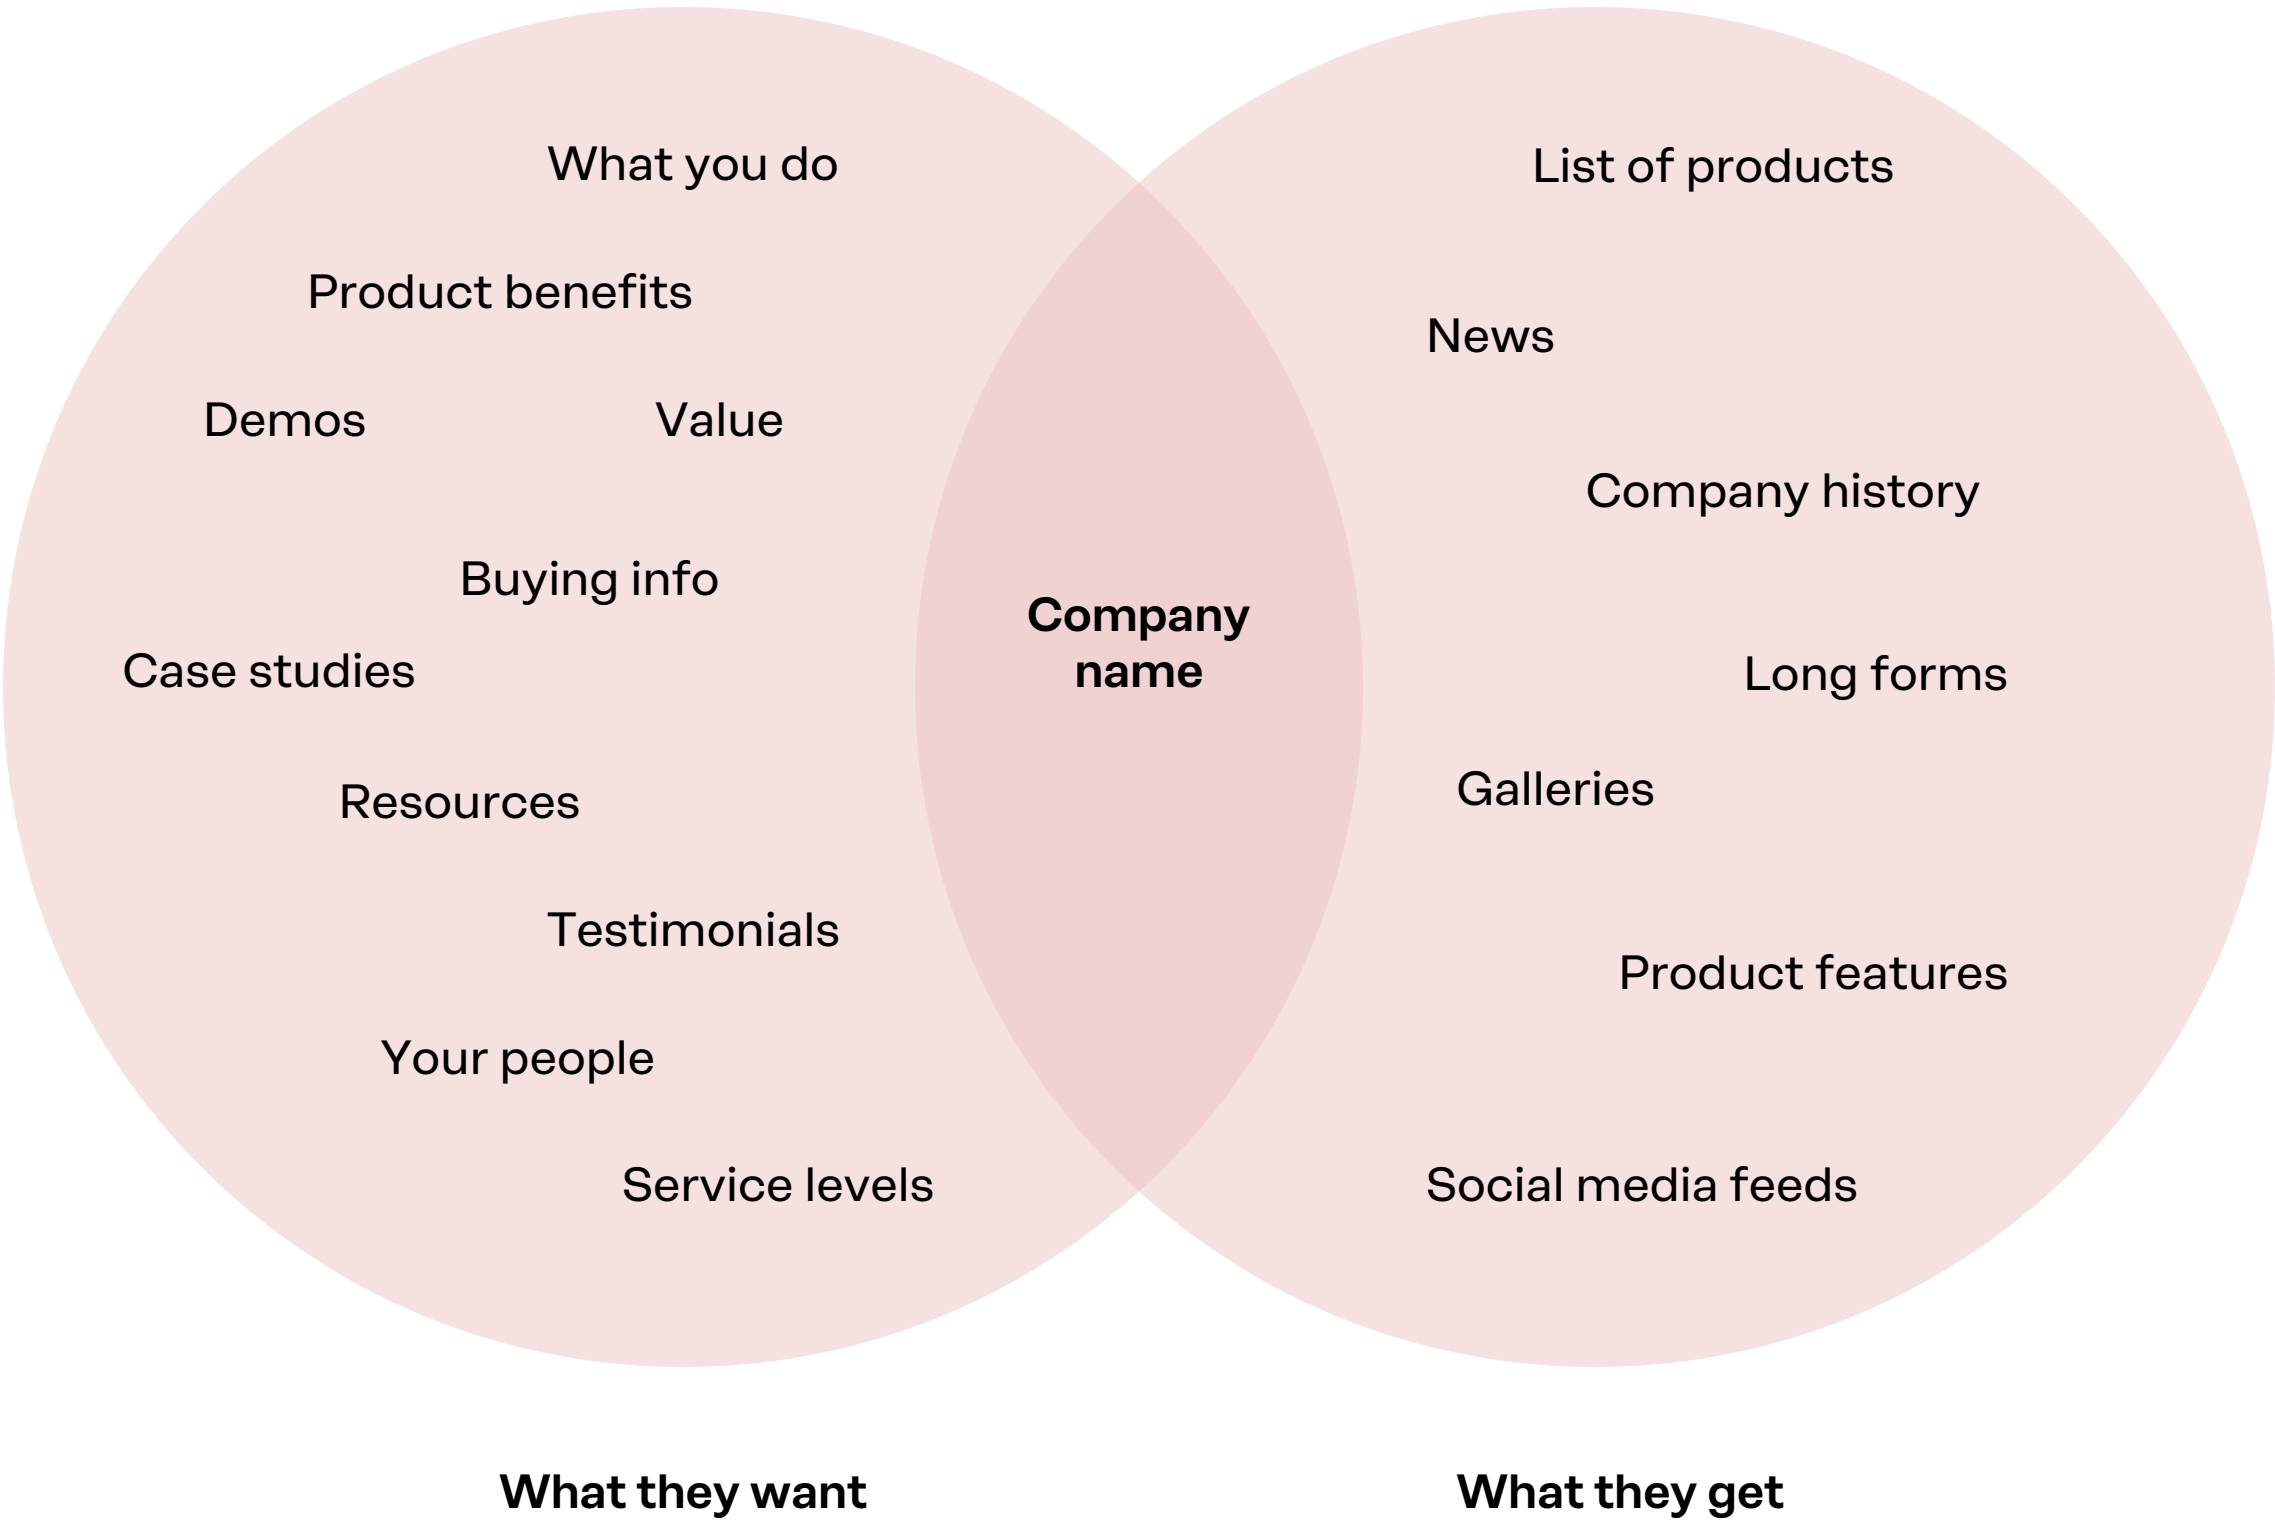 What you do
Product benefits
Demos
Value
Buying info
Case studies
Resources
Testimonials
Your people
Service levels
Company
name
List of products
News
Company history
Long forms
Galleries
Product features
Social media feeds
What they want
What they get